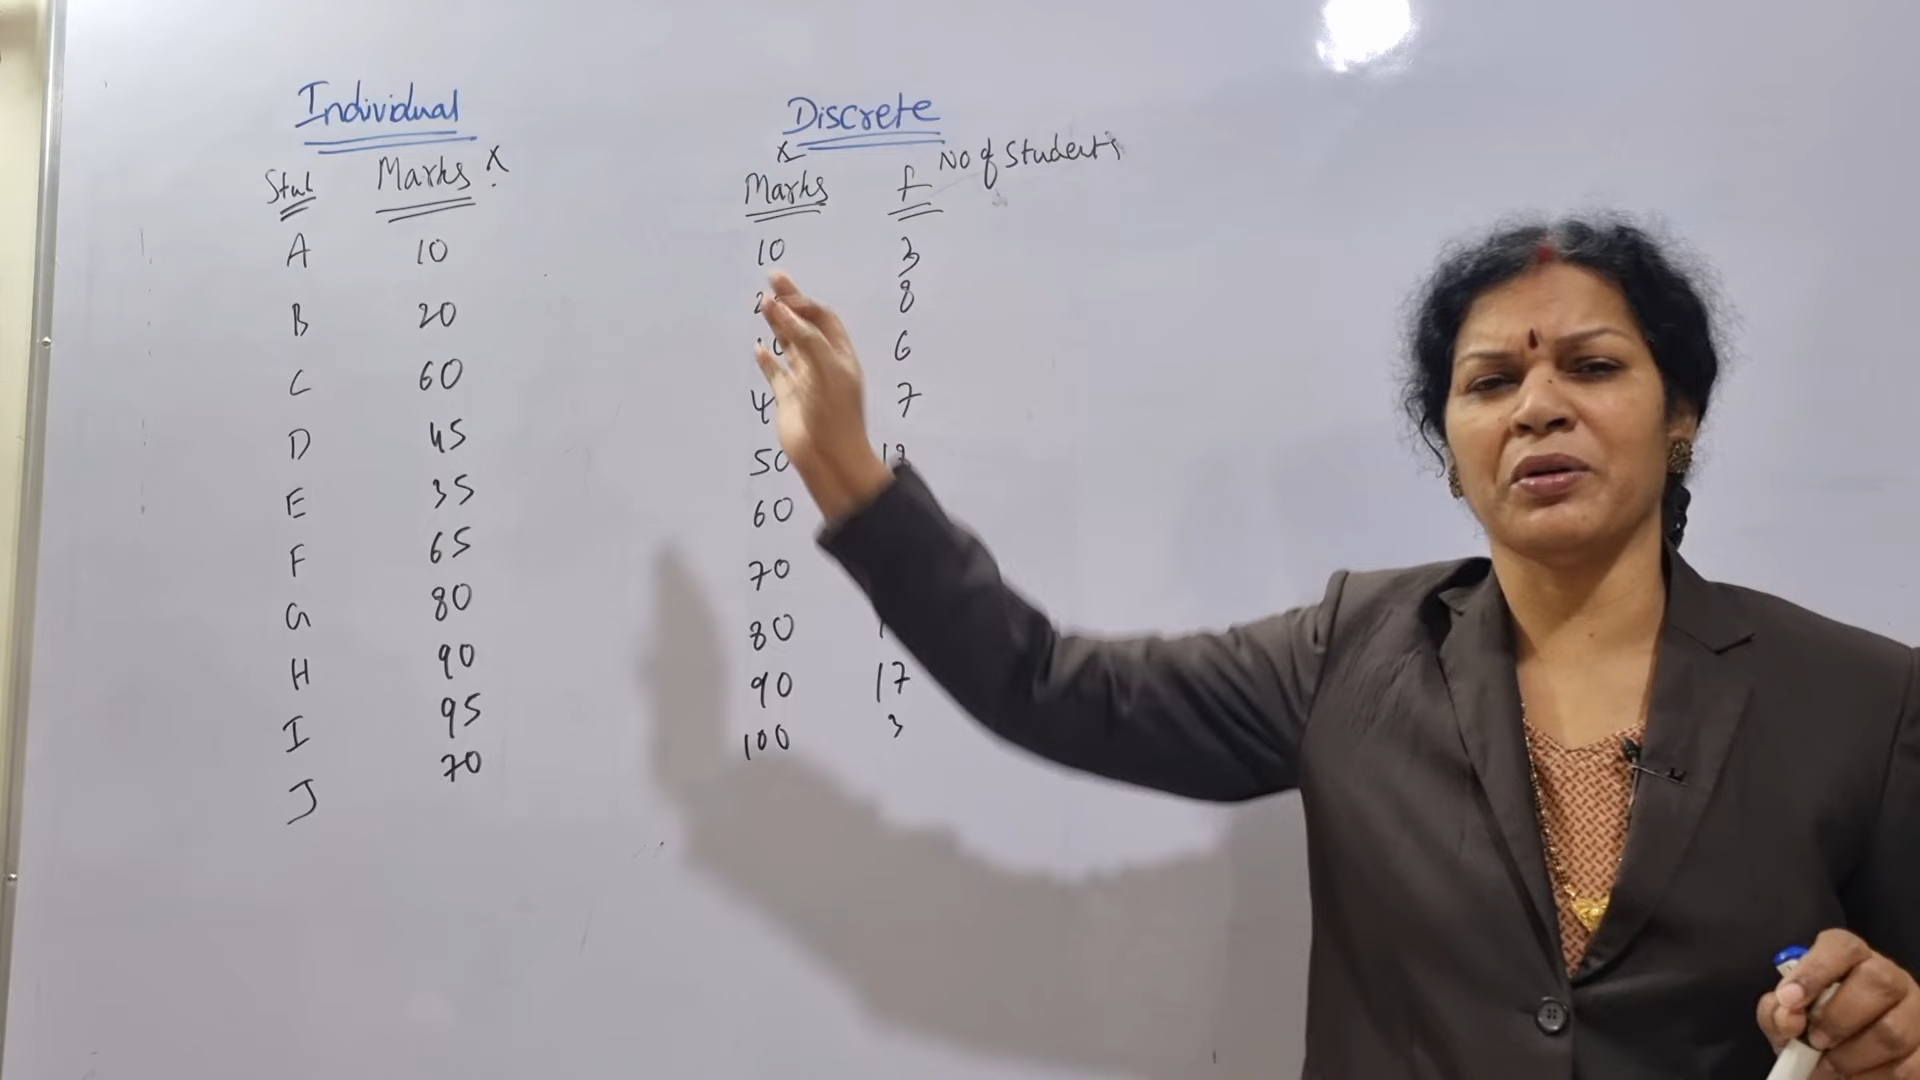 Individual
Stud Marks X
A 10
B 20
C 60
D 45
E 35
F 65
G 80
H 90
I 95
J 70
Discrete
X
Marks f No of Students
10 3
8
6
7
50
60
70
80
90 17
100 3